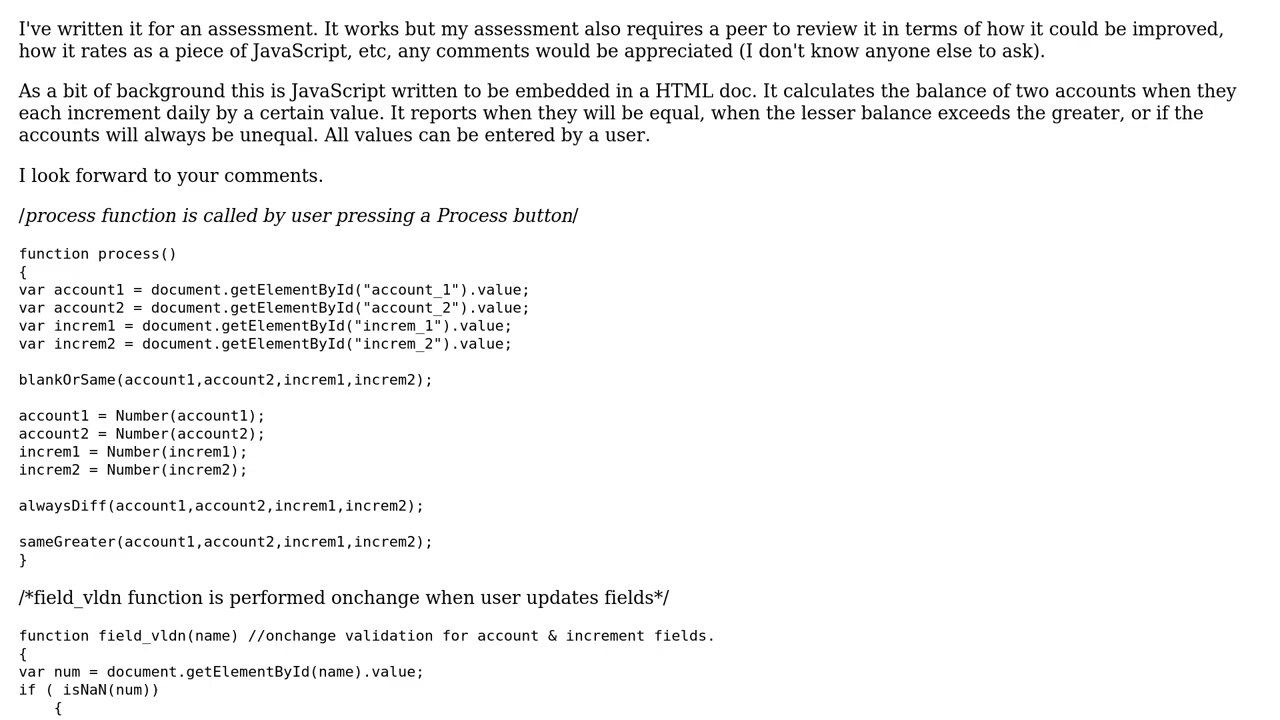 I've written it for an assessment. It works but my assessment also requires a peer to review it in terms of how it could be improved,
how it rates as a piece of JavaScript, etc, any comments would be appreciated (I don't know anyone else to ask).
As a bit of background this is JavaScript written to be embedded in a HTML doc. It calculates the balance of two accounts when they
each increment daily by a certain value. It reports when they will be equal, when the lesser balance exceeds the greater, or if the
accounts will always be unequal. All values can be entered by a user.
I look forward to your comments.
/process function is called by user pressing a Process button/
function process()
{
var account1 = document.getElementById("account_1").value;
var account2 = document.getElementById("account_2").value;
var increm1 = document.getElementById("increm_1").value;
var increm2 = document.getElementById("increm_2").value;
blankOrSame(account1,account2,increm1,increm2);
account1 = Number(account1);
account2 = Number(account2);
increm1 = Number(increm1);
increm2 = Number(increm2);
alwaysDiff(account1,account2,increm1,increm2);
sameGreater(account1,account2,increm1,increm2);
}
/*field_vldn function is performed onchange when user updates fields*/
function field_vldn(name) //onchange validation for account & increment fields.
{
var num = document.getElementById(name).value;
if ( isNaN(num))
{